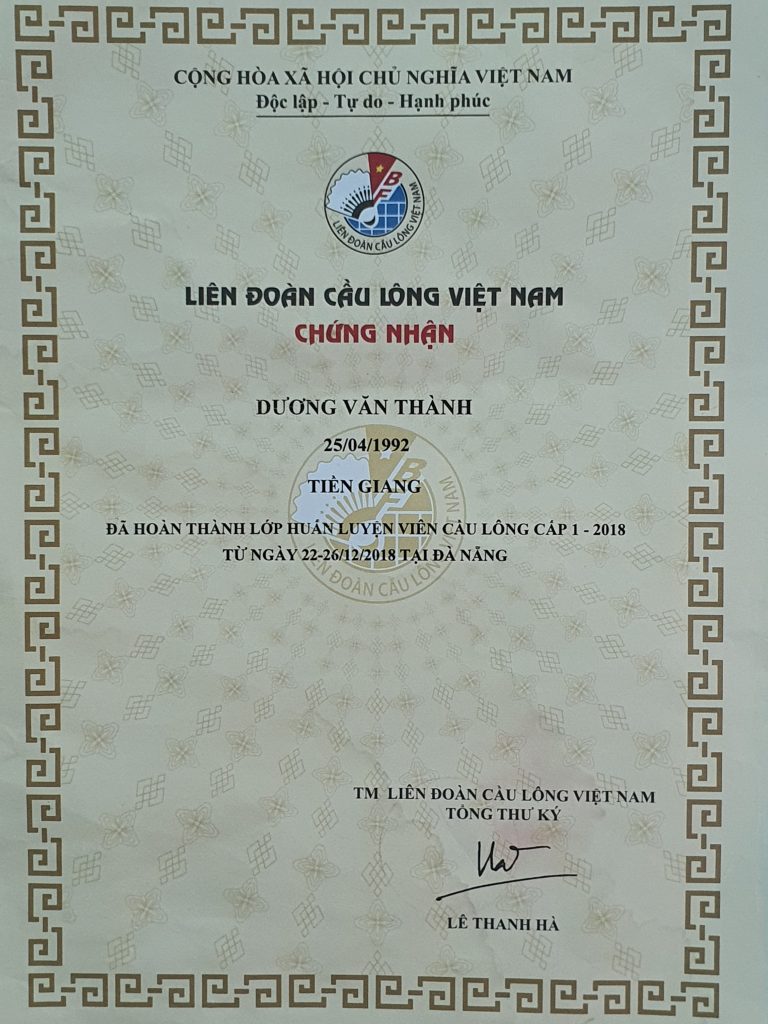 CỘNG HÒA XÃ HỘI CHỦ NGHĨA VIỆT NAM
Độc lập - Tự do - Hạnh phúc
BF
LIÊN ĐOÀN CẦU LÔNG VIỆT NAM
LIÊN ĐOÀN CẦU LÔNG VIỆT NAM
CHỨNG NHẬN
DƯƠNG VĂN THÀNH
25/04/1992
TIỀN GIANG
ĐÃ HOÀN THÀNH LỚP HUẤN LUYỆN VIÊN CẦU LÔNG CẤP 1 - 2018
TỪ NGÀY 22-26/12/2018 TẠI ĐÀ NẴNG
TM LIÊN ĐOÀN CẦU LÔNG VIỆT NAM
TỔNG THƯ KÝ
LÊ THANH HÀ